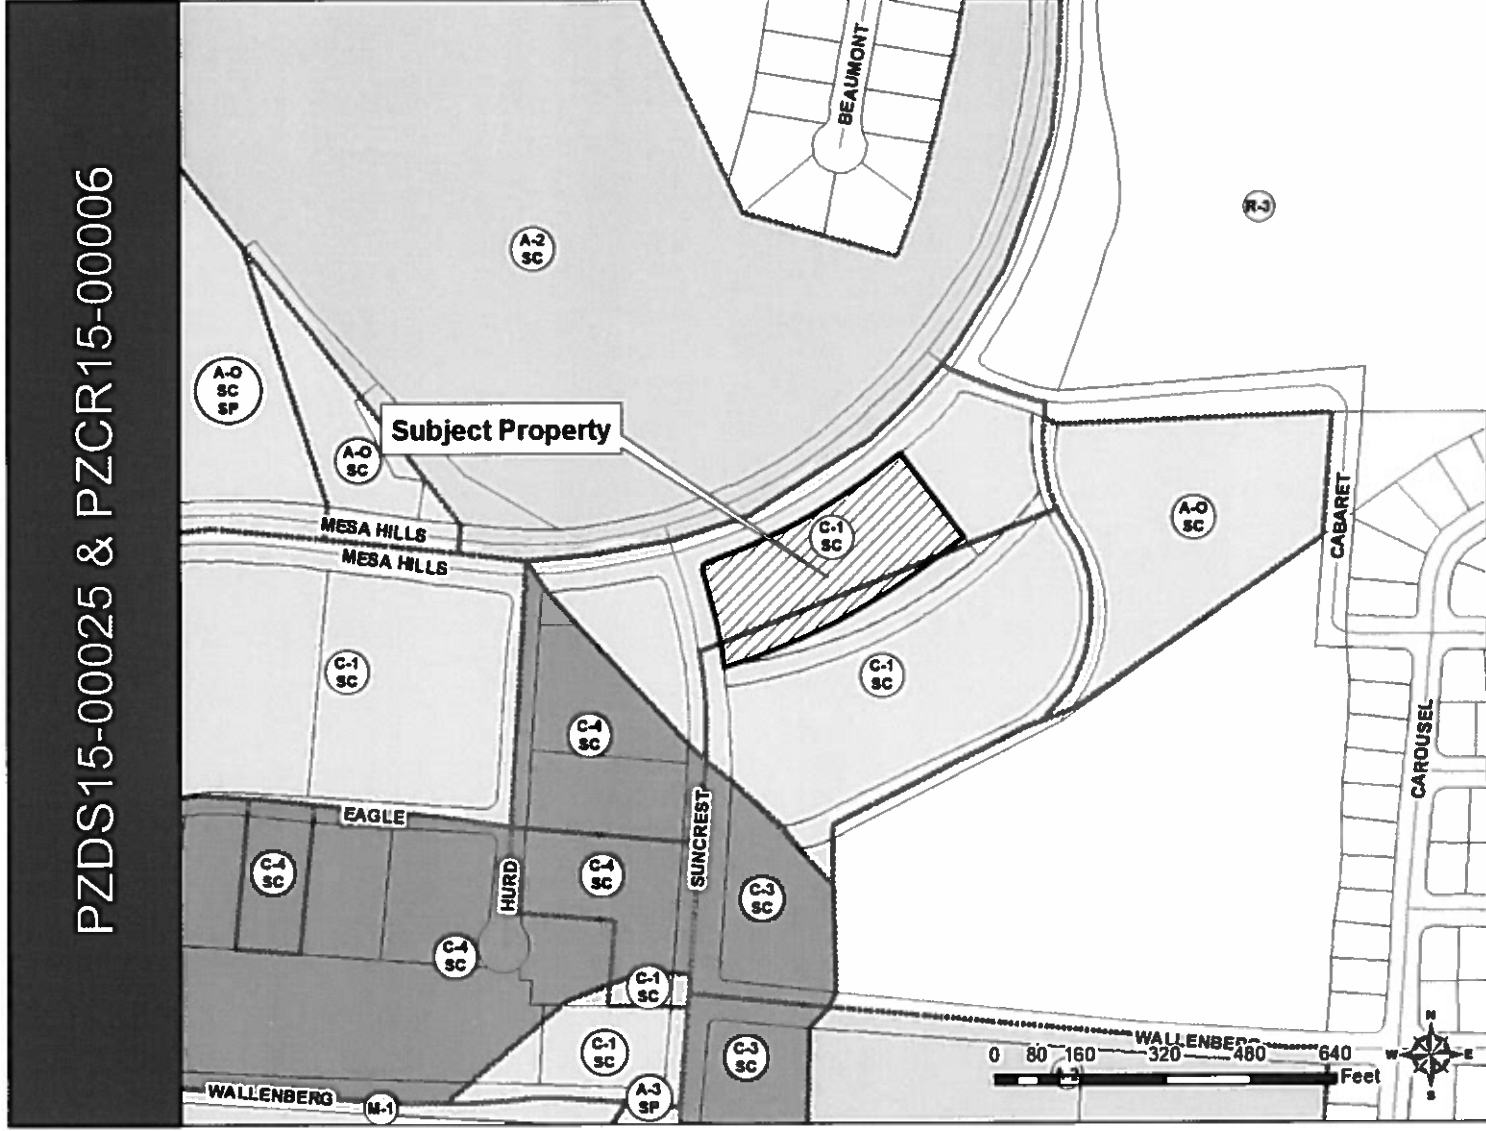 PZDS15-00025 & PZCR15-00006
BEAUMONT
R-3
A-2
SC
A-O
SC
SP
Subject Property
A-O
SC
MESA HILLS
MESA HILLS
C-1
SC
A-O
SC
CABARET
C-1
SC
C-1
SC
C-4
SC
CAROUSEL
EAGLE
SUNCREST
HURD
C-4
SC
C-4
SC
C-3
SC
C-4
SC
C-1
SC
C-1
SC
C-3
SC
WALLENBERG
A-3
SP
WALLENBERG
M-1
0 80 160 320 480 640
Feet
N
W E
S